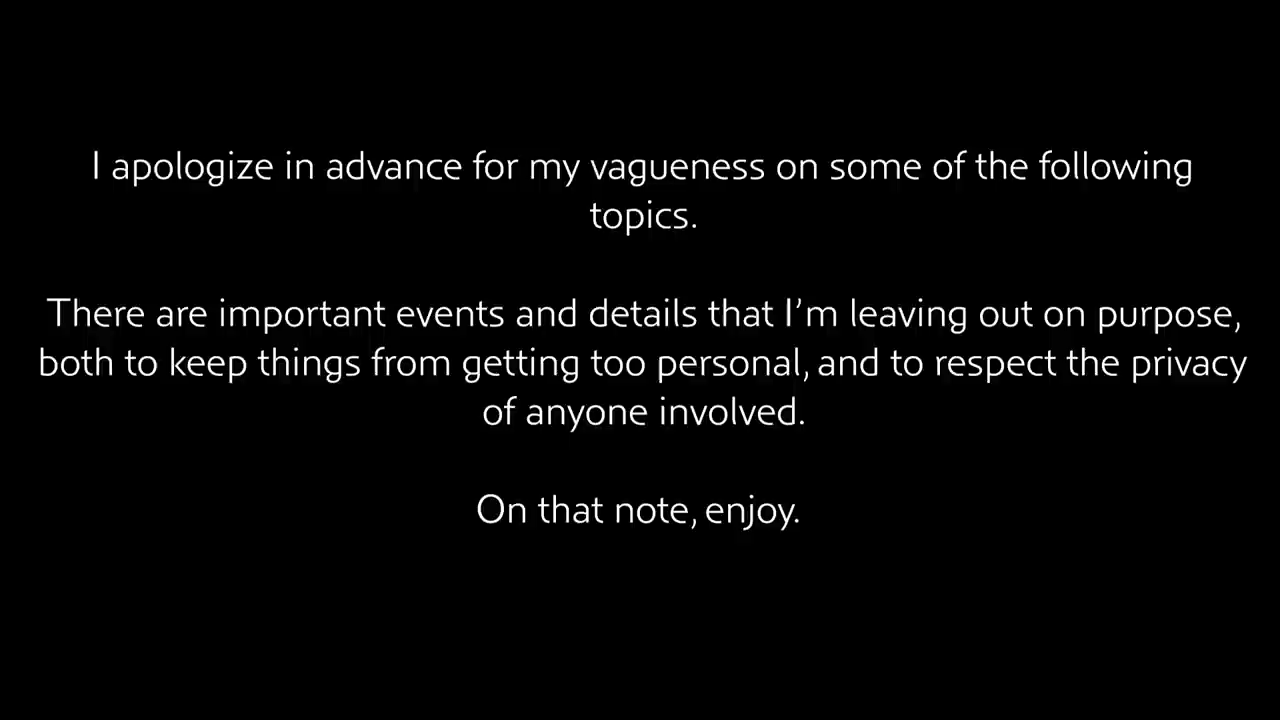 I apologize in advance for my vagueness on some of the following
topics.
There are important events and details that I'm leaving out on purpose,
both to keep things from getting too personal, and to respect the privacy
of anyone involved.
On that note, enjoy.